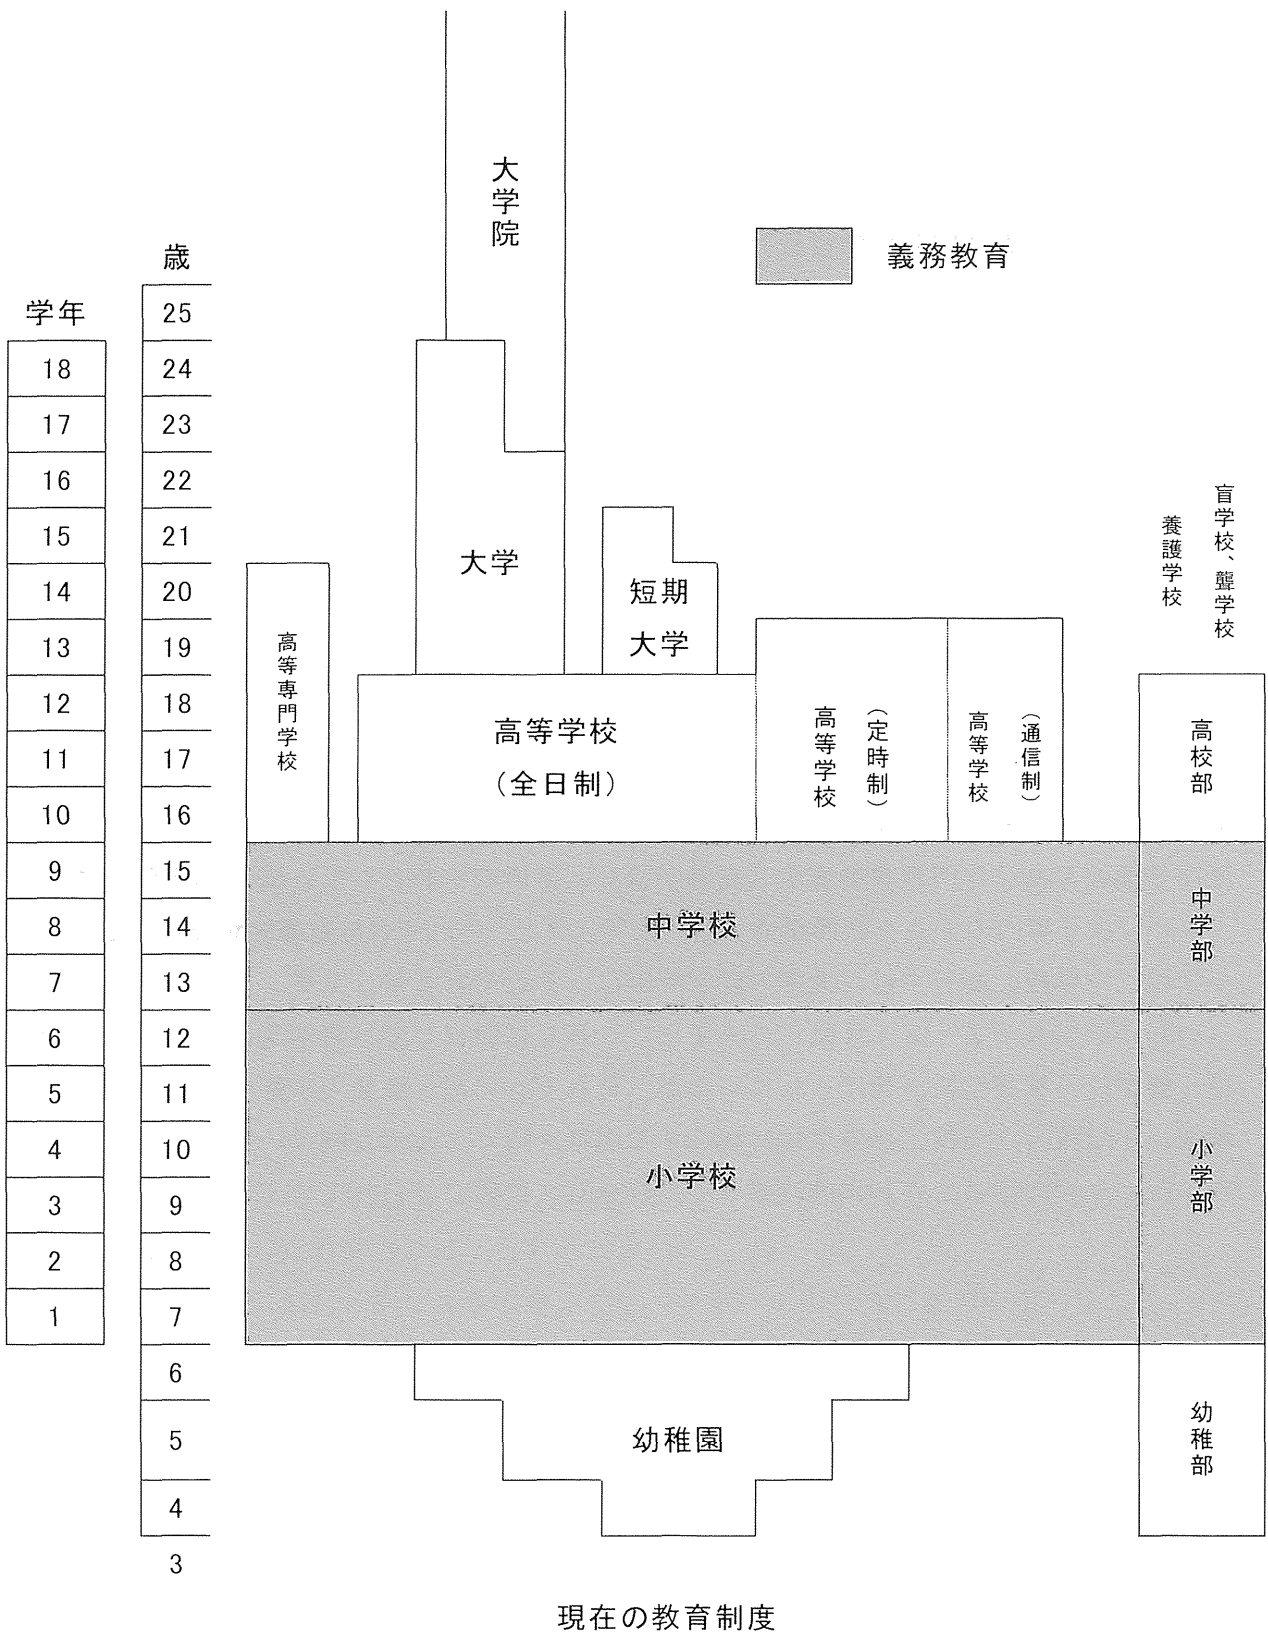 大学院
歳
義務教育
学年
25
18
24
17
23
16
22
15
21
14
20
13
19
12
18
11
17
10
16
9
15
8
14
7
13
6
12
5
11
4
10
3
9
2
8
1
7
6
5
4
3
大学
短期
大学
盲学校、聾学校
養護学校
高等専門学校
高等学校
(全日制)
(定時制)
高等学校
(通信制)
高等学校
高校部
中学校
中学部
小学校
小学部
幼稚園
幼稚部
現在の教育制度